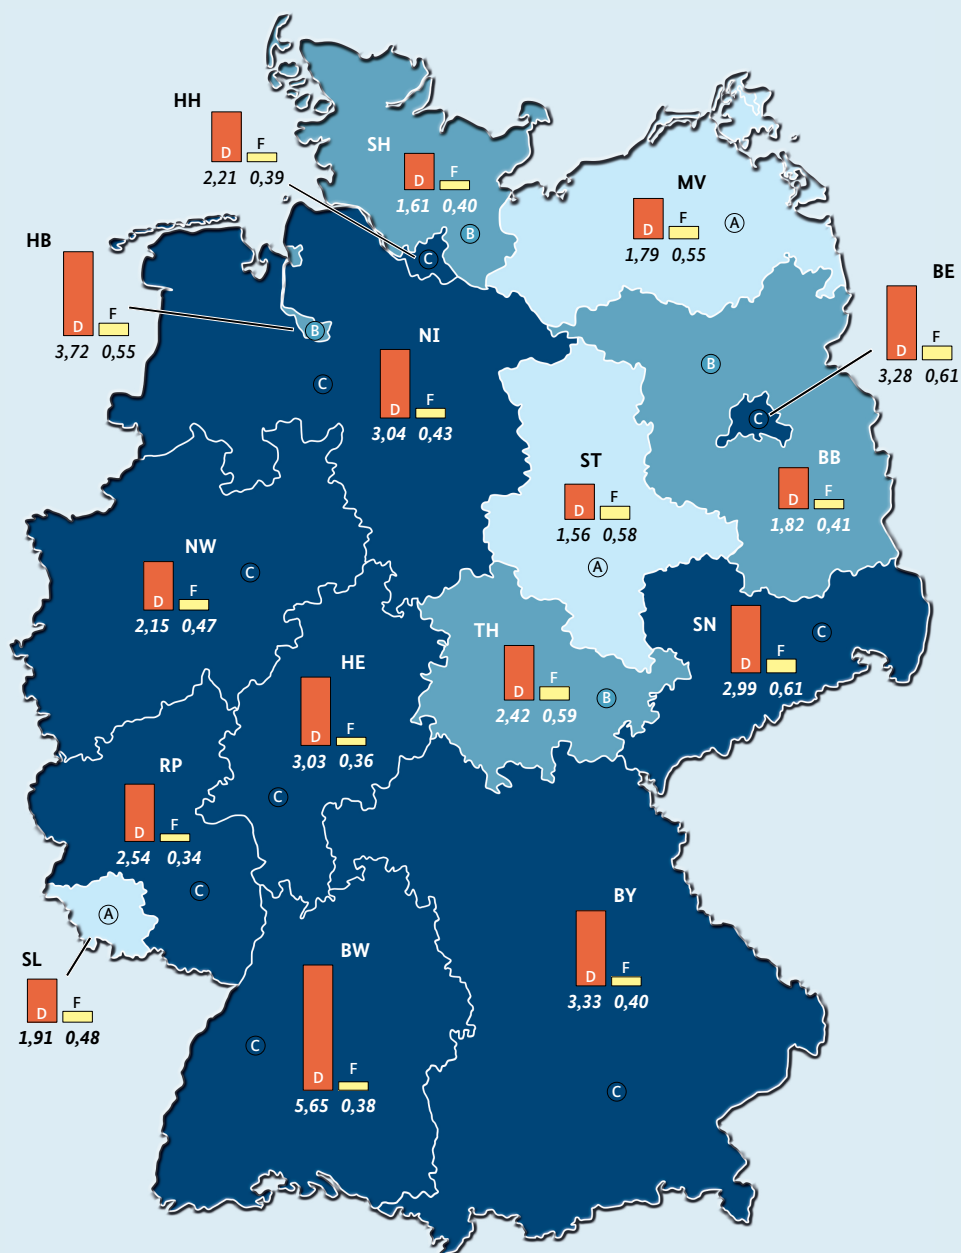 HH
D F
2,21 0,39
SH
D F
1,61 0,40
B
C
MV
D F
1,79 0,55
A
HB
D F
3,72 0,55
B
BE
D F
3,28 0,61
C
NI
D F
3,04 0,43
C
B
BB
D F
1,82 0,41
ST
D F
1,56 0,58
A
NW
D F
2,15 0,47
C
SN
D F
2,99 0,61
C
TH
D F
2,42 0,59
B
HE
D F
3,03 0,36
C
RP
D F
2,54 0,34
C
SL
D F
1,91 0,48
A
BW
D F
5,65 0,38
C
BY
D F
3,33 0,40
C